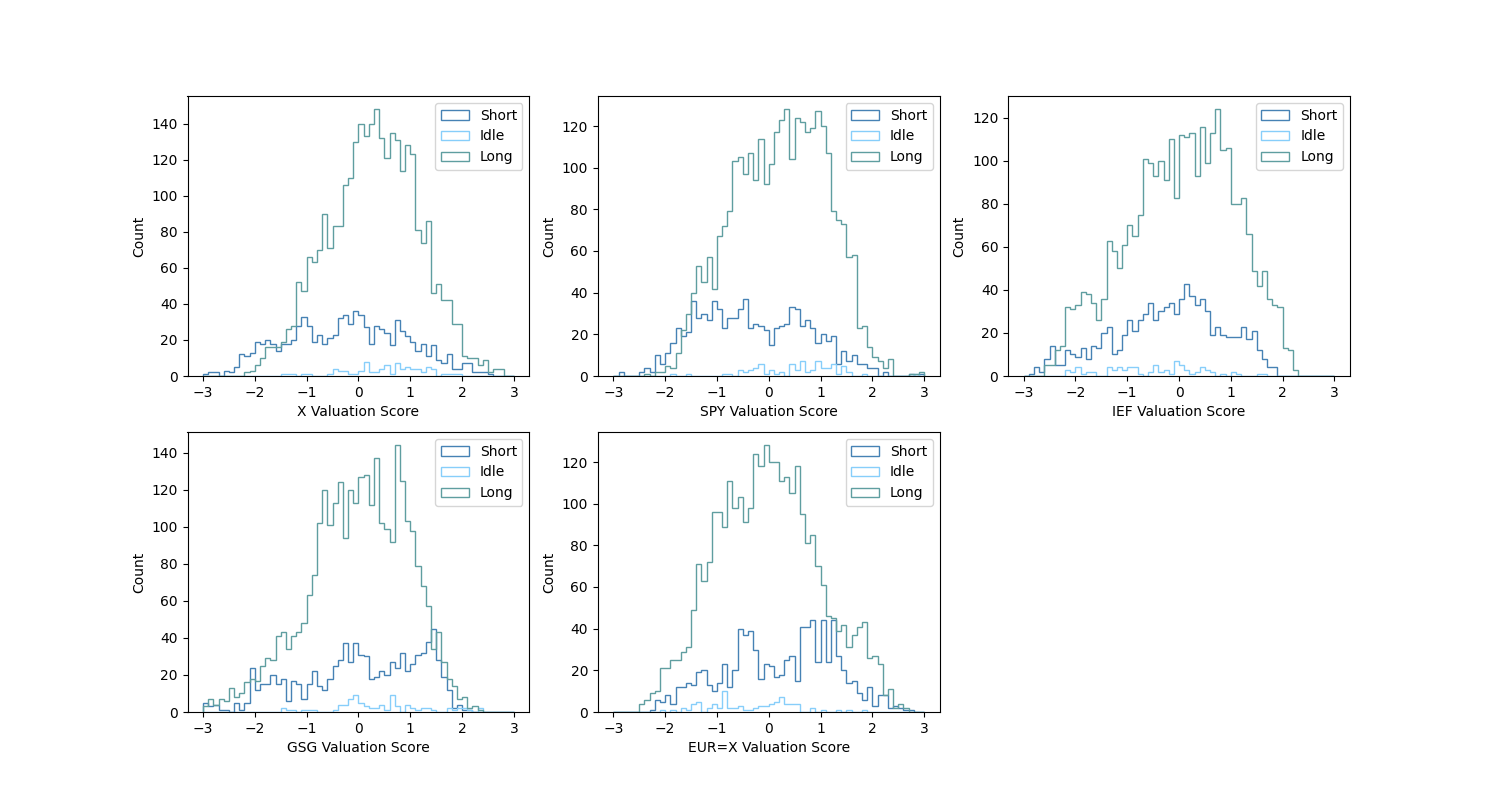 140
120
100
80
60
40
20
0
Count
Short
Idle
Long
−3 −2 −1 0 1 2 3
X Valuation Score
120
100
80
60
40
20
0
Count
Short
Idle
Long
−3 −2 −1 0 1 2 3
SPY Valuation Score
120
100
80
60
40
20
0
Count
Short
Idle
Long
−3 −2 −1 0 1 2 3
IEF Valuation Score
140
120
100
80
60
40
20
0
Count
Short
Idle
Long
−3 −2 −1 0 1 2 3
GSG Valuation Score
120
100
80
60
40
20
0
Count
Short
Idle
Long
−3 −2 −1 0 1 2 3
EUR=X Valuation Score